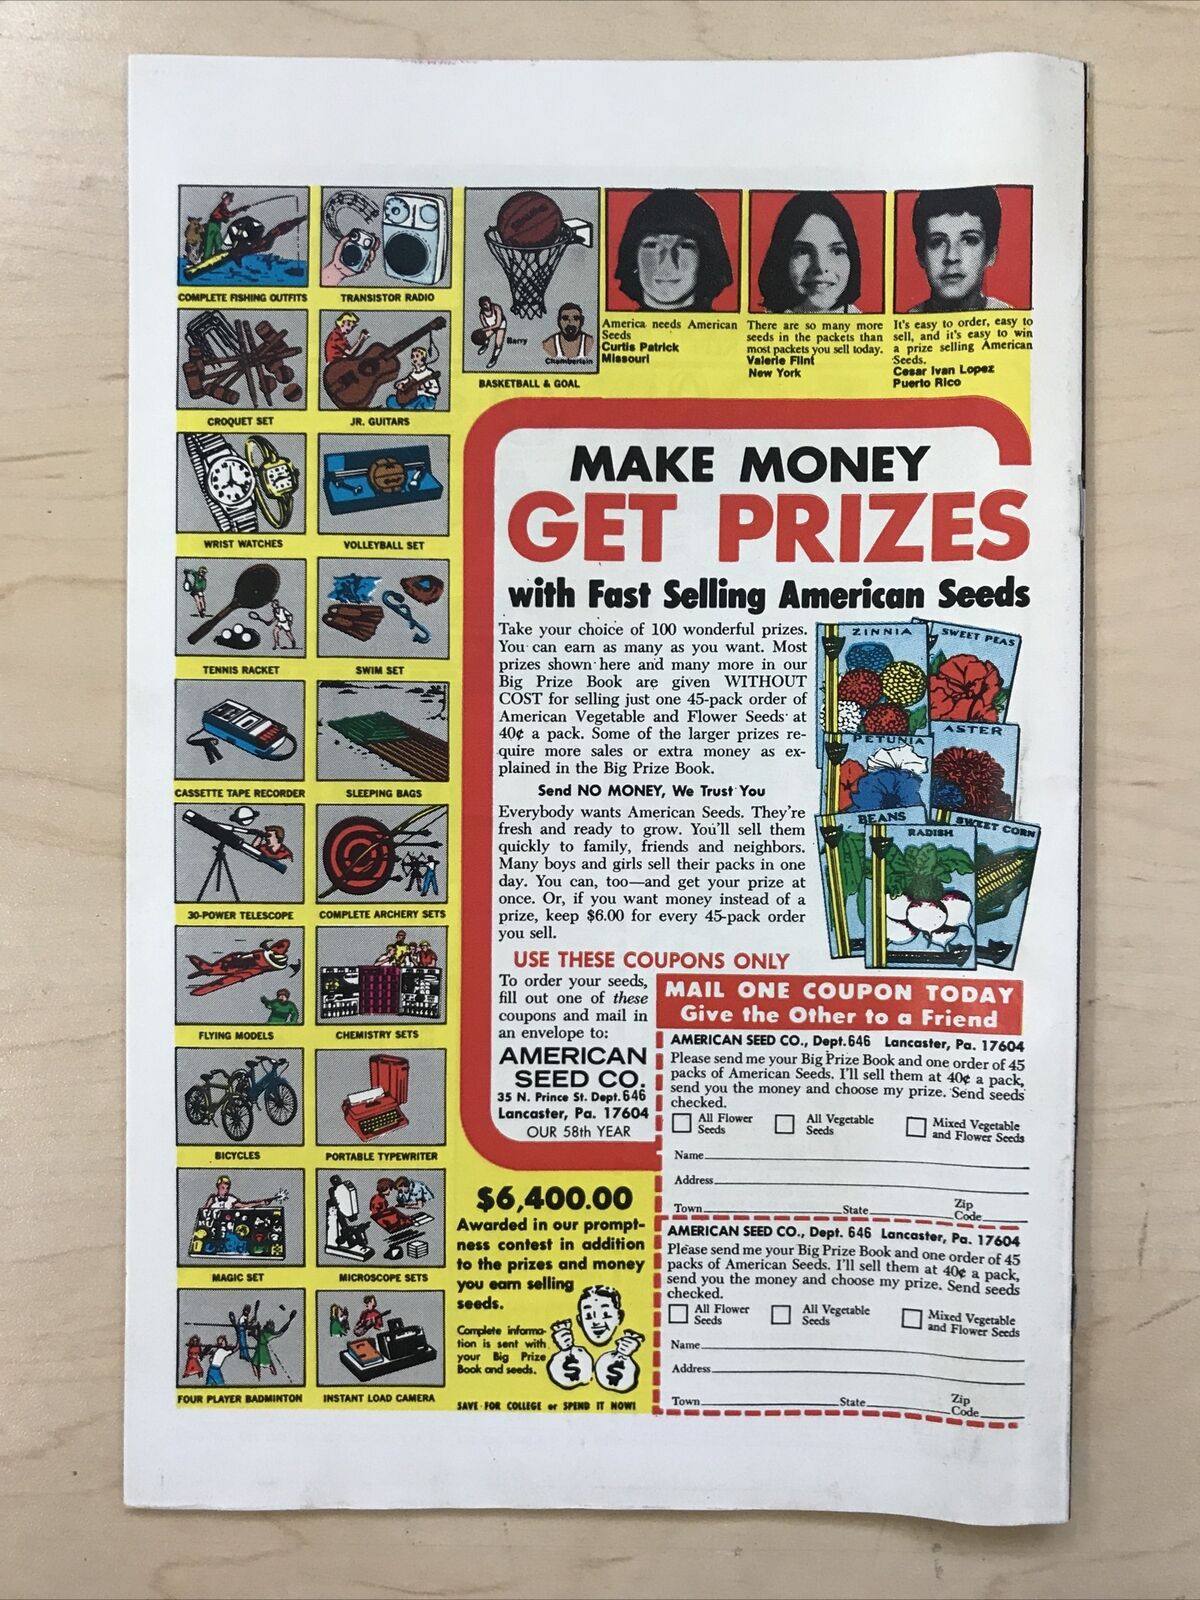 COMPLETE FISHING OUTFITS
TRANSISTOR RADIO
CROQUET SET
JR. GUITARS
WRIST WATCHES
VOLLEYBALL SET
TENNIS RACKET
SWIM SET
CASSETTE TAPE RECORDER
SLEEPING BAGS
30-POWER TELESCOPE
COMPLETE ARCHERY SETS
FLYING MODELS
CHEMISTRY SETS
BICYCLES
PORTABLE TYPEWRITER
MAGIC SET
MICROSCOPE SETS
FOUR PLAYER BADMINTON
INSTANT LOAD CAMERA
Barry
Chamberlain
BASKETBALL & GOAL
America needs American
Seeds
Curtis Patrick
Missouri
There are so many more
seeds in the packets than
most packets you sell today.
Valerie Flint
New York
It's easy to order, easy to
sell, and it's easy to win
a prize selling American
Seeds.
Cesar Ivan Lopez
Puerto Rico
MAKE MONEY
GET PRIZES
with Fast Selling American Seeds
Take your choice of 100 wonderful prizes.
You can earn as many as you want. Most
prizes shown here and many more in our
Big Prize Book are given WITHOUT
COST for selling just one 45-pack order of
American Vegetable and Flower Seeds at
40¢ a pack. Some of the larger prizes re-
quire more sales or extra money as ex-
plained in the Big Prize Book.
Send NO MONEY, We Trust You
Everybody wants American Seeds. They're
fresh and ready to grow. You'll sell them
quickly to family, friends and neighbors.
Many boys and girls sell their packs in one
day. You can, too—and get your prize at
once. Or, if you want money instead of a
prize, keep $6.00 for every 45-pack order
you sell.
ZINNIA
SWEET PEAS
PETUNIA
ASTER
BEANS
RADISH
SWEET CORN
USE THESE COUPONS ONLY
To order your seeds,
fill out one of these
coupons and mail in
an envelope to:
AMERICAN
SEED CO.
35 N. Prince St. Dept. 646
Lancaster, Pa. 17604
OUR 58th YEAR
MAIL ONE COUPON TODAY
Give the Other to a Friend
AMERICAN SEED CO., Dept. 646 Lancaster, Pa. 17604
Please send me your Big Prize Book and one order of 45
packs of American Seeds. I'll sell them at 40¢ a pack,
send you the money and choose my prize. Send seeds
checked.
All Flower Seeds
All Vegetable Seeds
Mixed Vegetable and Flower Seeds
Name
Address
Town State Zip Code
AMERICAN SEED CO., Dept. 646 Lancaster, Pa. 17604
Please send me your Big Prize Book and one order of 45
packs of American Seeds. I'll sell them at 40¢ a pack,
send you the money and choose my prize. Send seeds
checked.
All Flower Seeds
All Vegetable Seeds
Mixed Vegetable and Flower Seeds
Name
Address
Town State Zip Code
$6,400.00
Awarded in our prompt-
ness contest in addition
to the prizes and money
you earn selling
seeds.
Complete informa-
tion is sent with
your Big Prize
Book and seeds.
$ $
SAVE FOR COLLEGE or SPEND IT NOW!